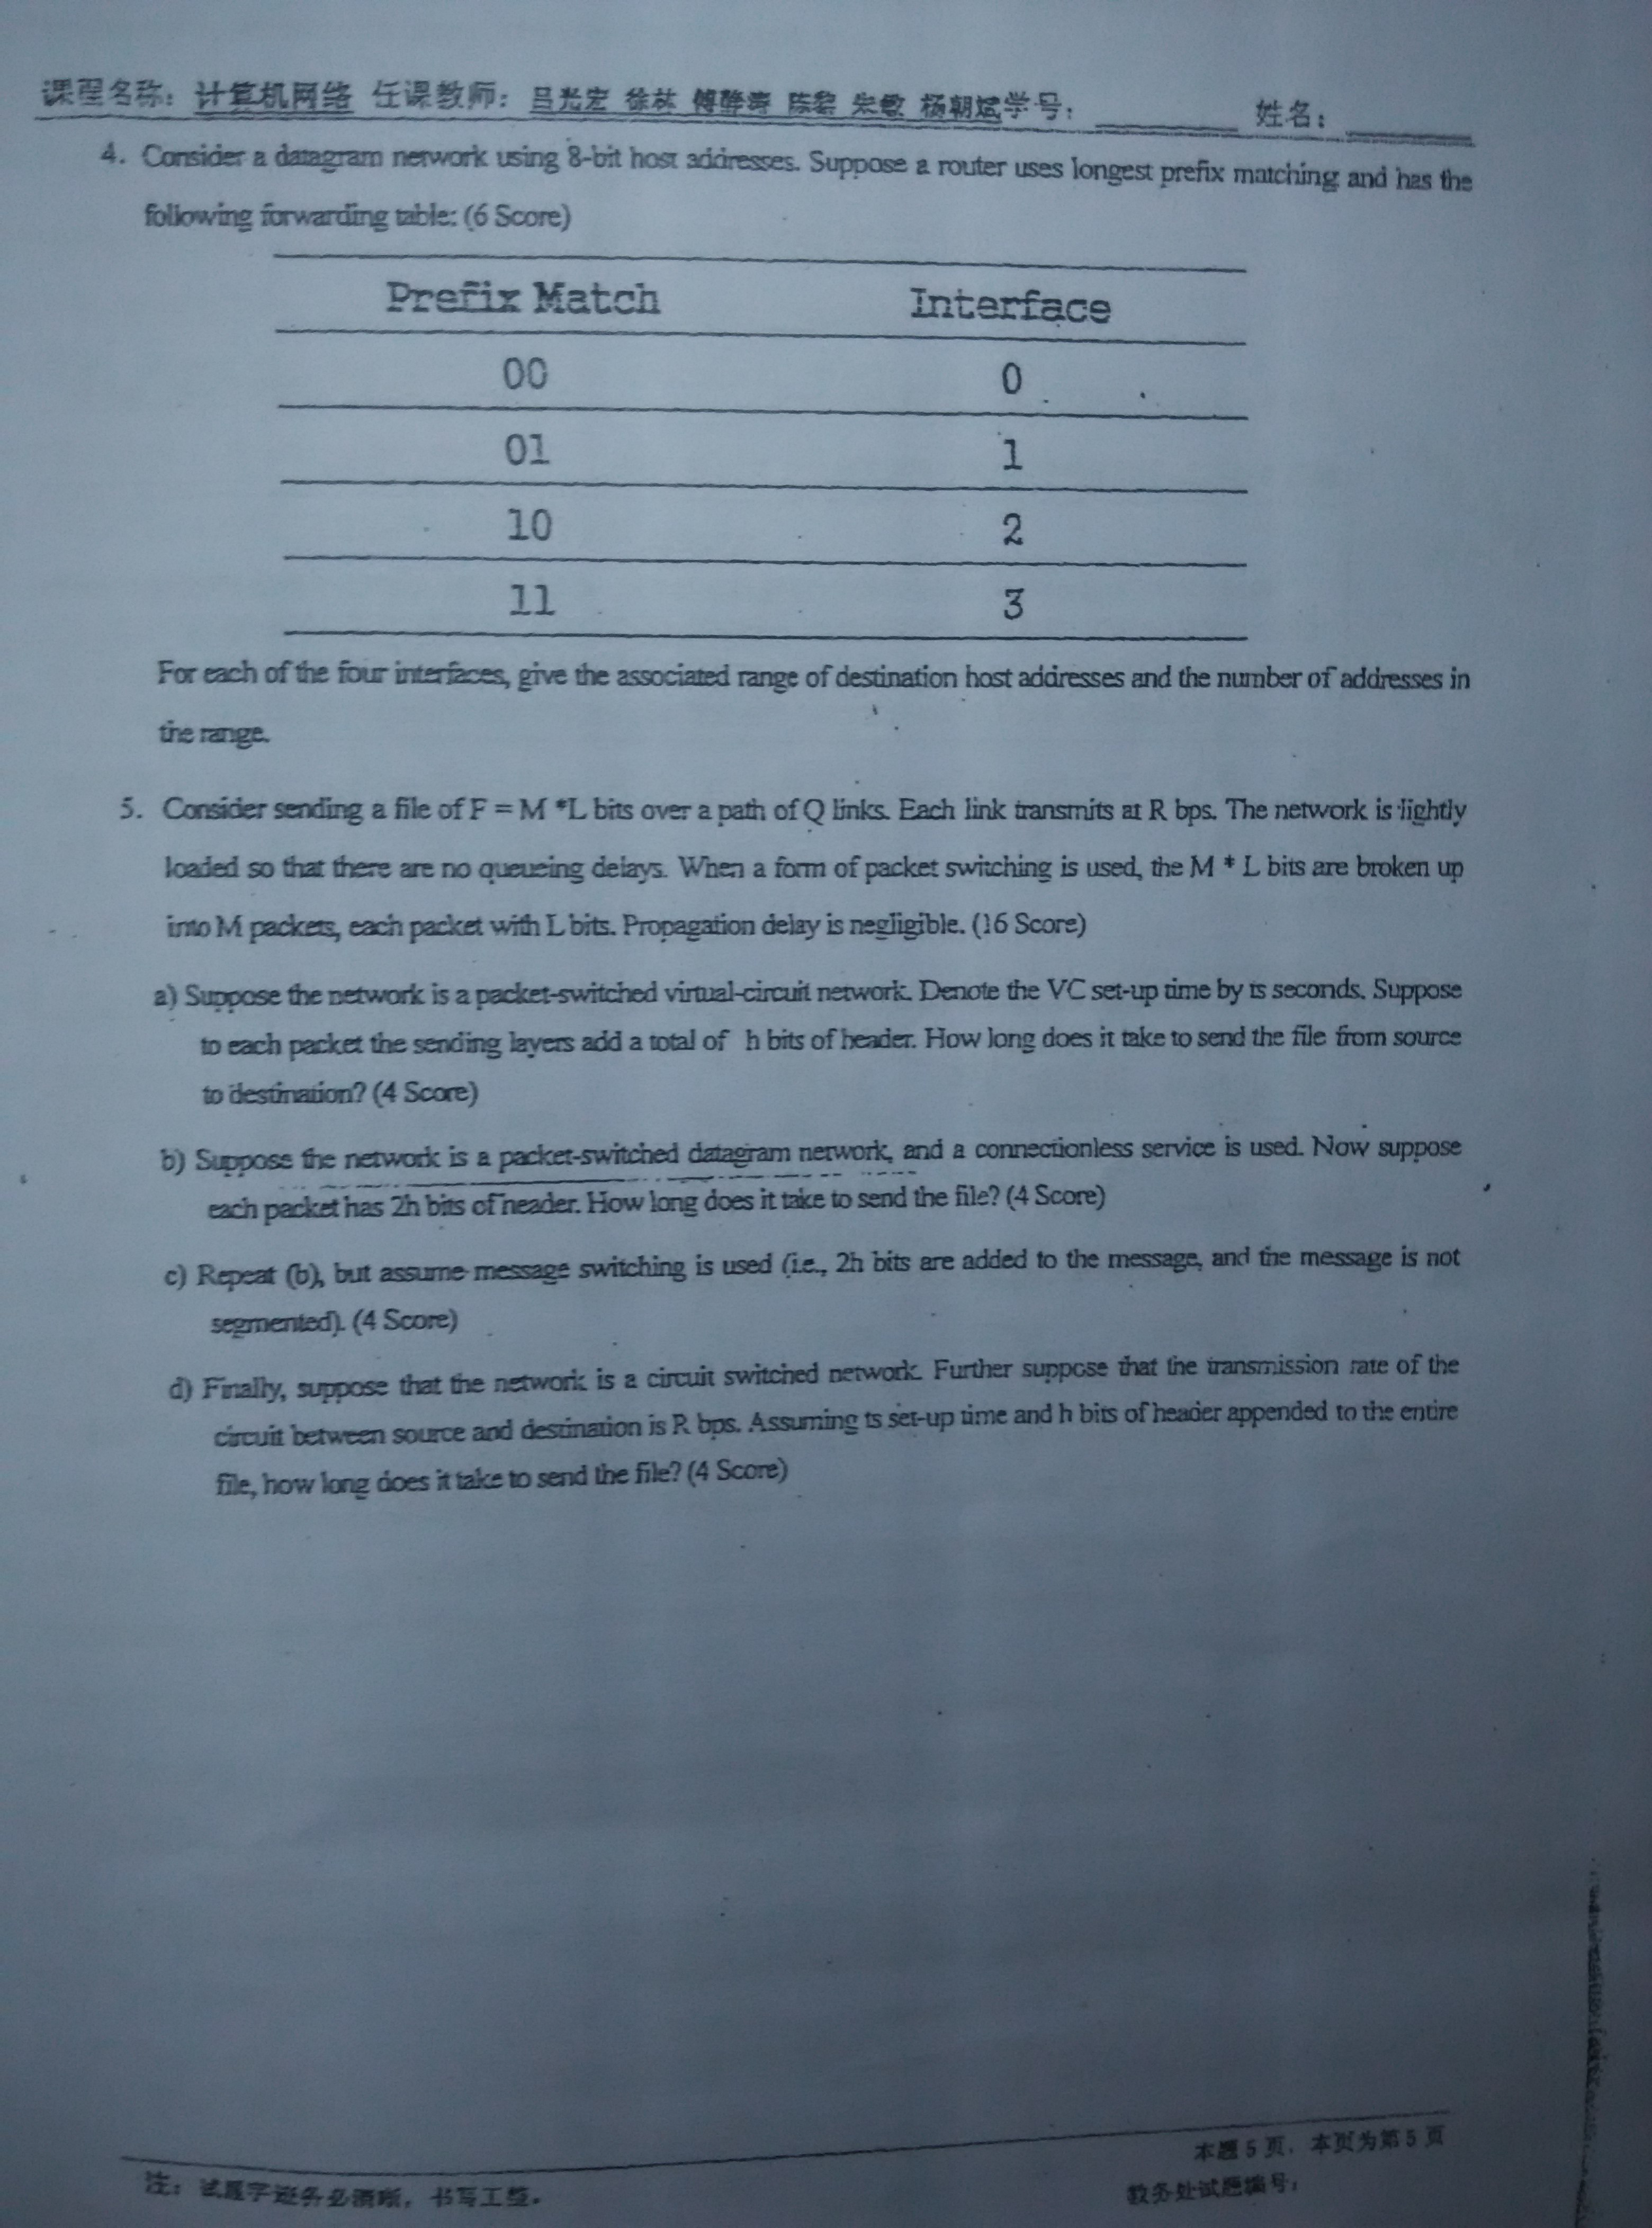 课程名称：计算机网络 任课教师：吕光宏 徐林 陈黎 朱敏 杨朝斌学号： 姓名：
4. Consider a datagram network using 8-bit host addresses. Suppose a router uses longest prefix matching and has the
following forwarding table: (6 Score)
Prefix Match Interface
00 0
01 1
10 2
11 3
For each of the four interfaces, give the associated range of destination host addresses and the number of addresses in
the range.
5. Consider sending a file of F = M *L bits over a path of Q links. Each link transmits at R bps. The network is lightly
loaded so that there are no queueing delays. When a form of packet switching is used, the M * L bits are broken up
into M packets, each packet with L bits. Propagation delay is negligible. (16 Score)
a) Suppose the network is a packet-switched virtual-circuit network. Denote the VC set-up time by ts seconds. Suppose
to each packet the sending layers add a total of h bits of header. How long does it take to send the file from source
to destination? (4 Score)
b) Suppose the network is a packet-switched datagram network, and a connectionless service is used. Now suppose
each packet has 2h bits of header. How long does it take to send the file? (4 Score)
c) Repeat (b), but assume message switching is used (i.e., 2h bits are added to the message, and the message is not
segmented). (4 Score)
d) Finally, suppose that the network is a circuit switched network. Further suppose that the transmission rate of the
circuit between source and destination is R bps. Assuming ts set-up time and h bits of header appended to the entire
file, how long does it take to send the file? (4 Score)
本题 5 页，本页为第 5 页
注：试题字迹务必清晰，书写工整。
教务处试题编号：